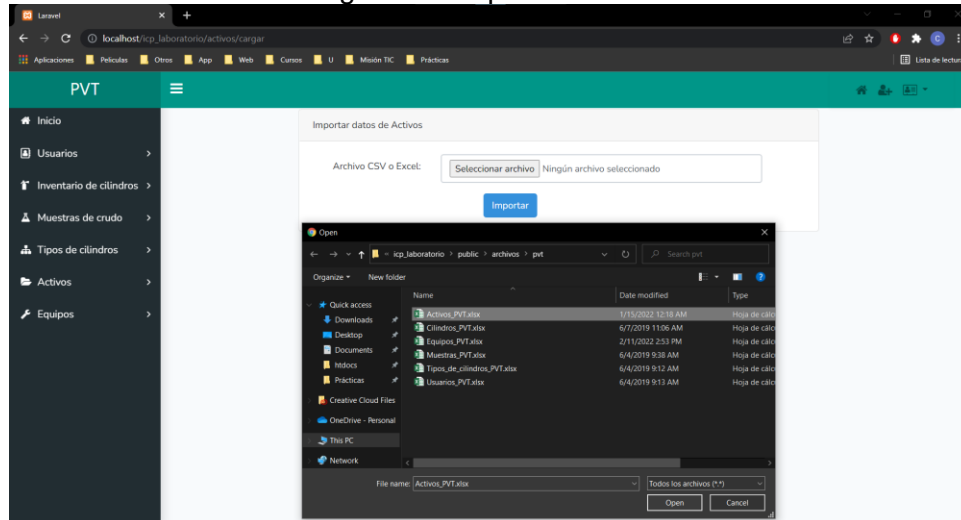 Laravel
localhost/icp_laboratorio/activos/cargar
Aplicaciones Peliculas Otros App Web Cursos U Misión TIC Prácticas Lista de lectura
PVT
Inicio
Usuarios
Inventario de cilindros
Muestras de crudo
Tipos de cilindros
Activos
Equipos
Importar datos de Activos
Archivo CSV o Excel: Seleccionar archivo Ningún archivo seleccionado
Importar
Open
« icp_laboratorio > public > archivos > pvt Search pvt
Organize New folder
Name Date modified Type
Quick access
Downloads
Desktop
Documents
htdocs
Prácticas
Creative Cloud Files
OneDrive - Personal
This PC
Network
Activos_PVT.xlsx 1/15/2022 12:18 AM Hoja de cálc
Cilindros_PVT.xlsx 6/7/2019 11:06 AM Hoja de cálc
Equipos_PVT.xlsx 2/11/2022 2:53 PM Hoja de cálc
Muestras_PVT.xlsx 6/4/2019 9:38 AM Hoja de cálc
Tipos_de_cilindros_PVT.xlsx 6/4/2019 9:12 AM Hoja de cálc
Usuarios_PVT.xlsx 6/4/2019 9:13 AM Hoja de cálc
File name: Activos_PVT.xlsx Todos los archivos (*.*)
Open Cancel